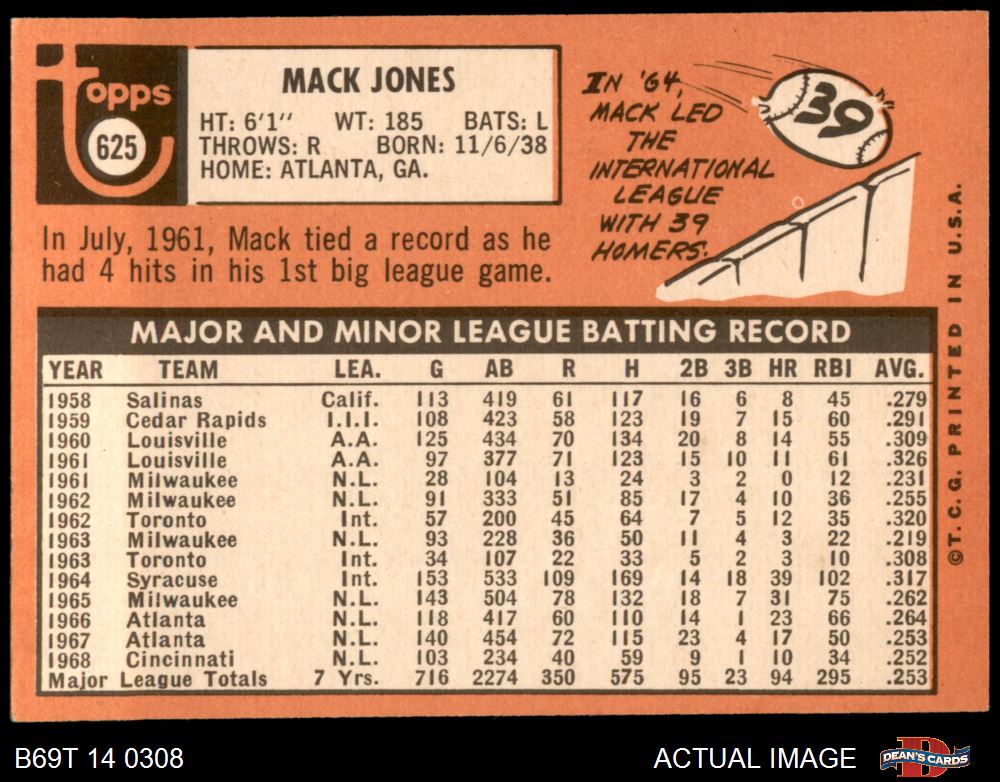 topps
625
MACK JONES
HT: 6'1" WT: 185 BATS: L
THROWS: R BORN: 11/6/38
HOME: ATLANTA, GA.
In July, 1961, Mack tied a record as he
had 4 hits in his 1st big league game.
IN '64,
MACK LED
THE
INTERNATIONAL
LEAGUE
WITH 39
HOMERS.
39
MAJOR AND MINOR LEAGUE BATTING RECORD
YEAR TEAM LEA. G AB R H 2B 3B HR RBI AVG.
1958 Salinas Calif. 113 419 61 117 16 6 8 45 .279
1959 Cedar Rapids I.I.I. 108 423 58 123 19 7 15 60 .291
1960 Louisville A.A. 125 434 70 134 20 8 14 55 .309
1961 Louisville A.A. 97 377 71 123 15 10 11 61 .326
1961 Milwaukee N.L. 28 104 13 24 3 2 0 12 .231
1962 Milwaukee N.L. 91 333 51 85 17 4 10 36 .255
1962 Toronto Int. 57 200 45 64 7 5 12 35 .320
1963 Milwaukee N.L. 93 228 36 50 11 4 3 22 .219
1963 Toronto Int. 34 107 22 33 5 2 3 10 .308
1964 Syracuse Int. 153 533 109 169 14 18 39 102 .317
1965 Milwaukee N.L. 143 504 78 132 18 7 31 75 .262
1966 Atlanta N.L. 118 417 60 110 14 1 23 66 .264
1967 Atlanta N.L. 140 454 72 115 23 4 17 50 .253
1968 Cincinnati N.L. 103 234 40 59 9 1 10 34 .252
Major League Totals 7 Yrs. 716 2274 350 575 95 23 94 295 .253
©T. C. G. PRINTED IN U.S.A.
B69T 14 0308
ACTUAL IMAGE
D
DEAN'S CARDS